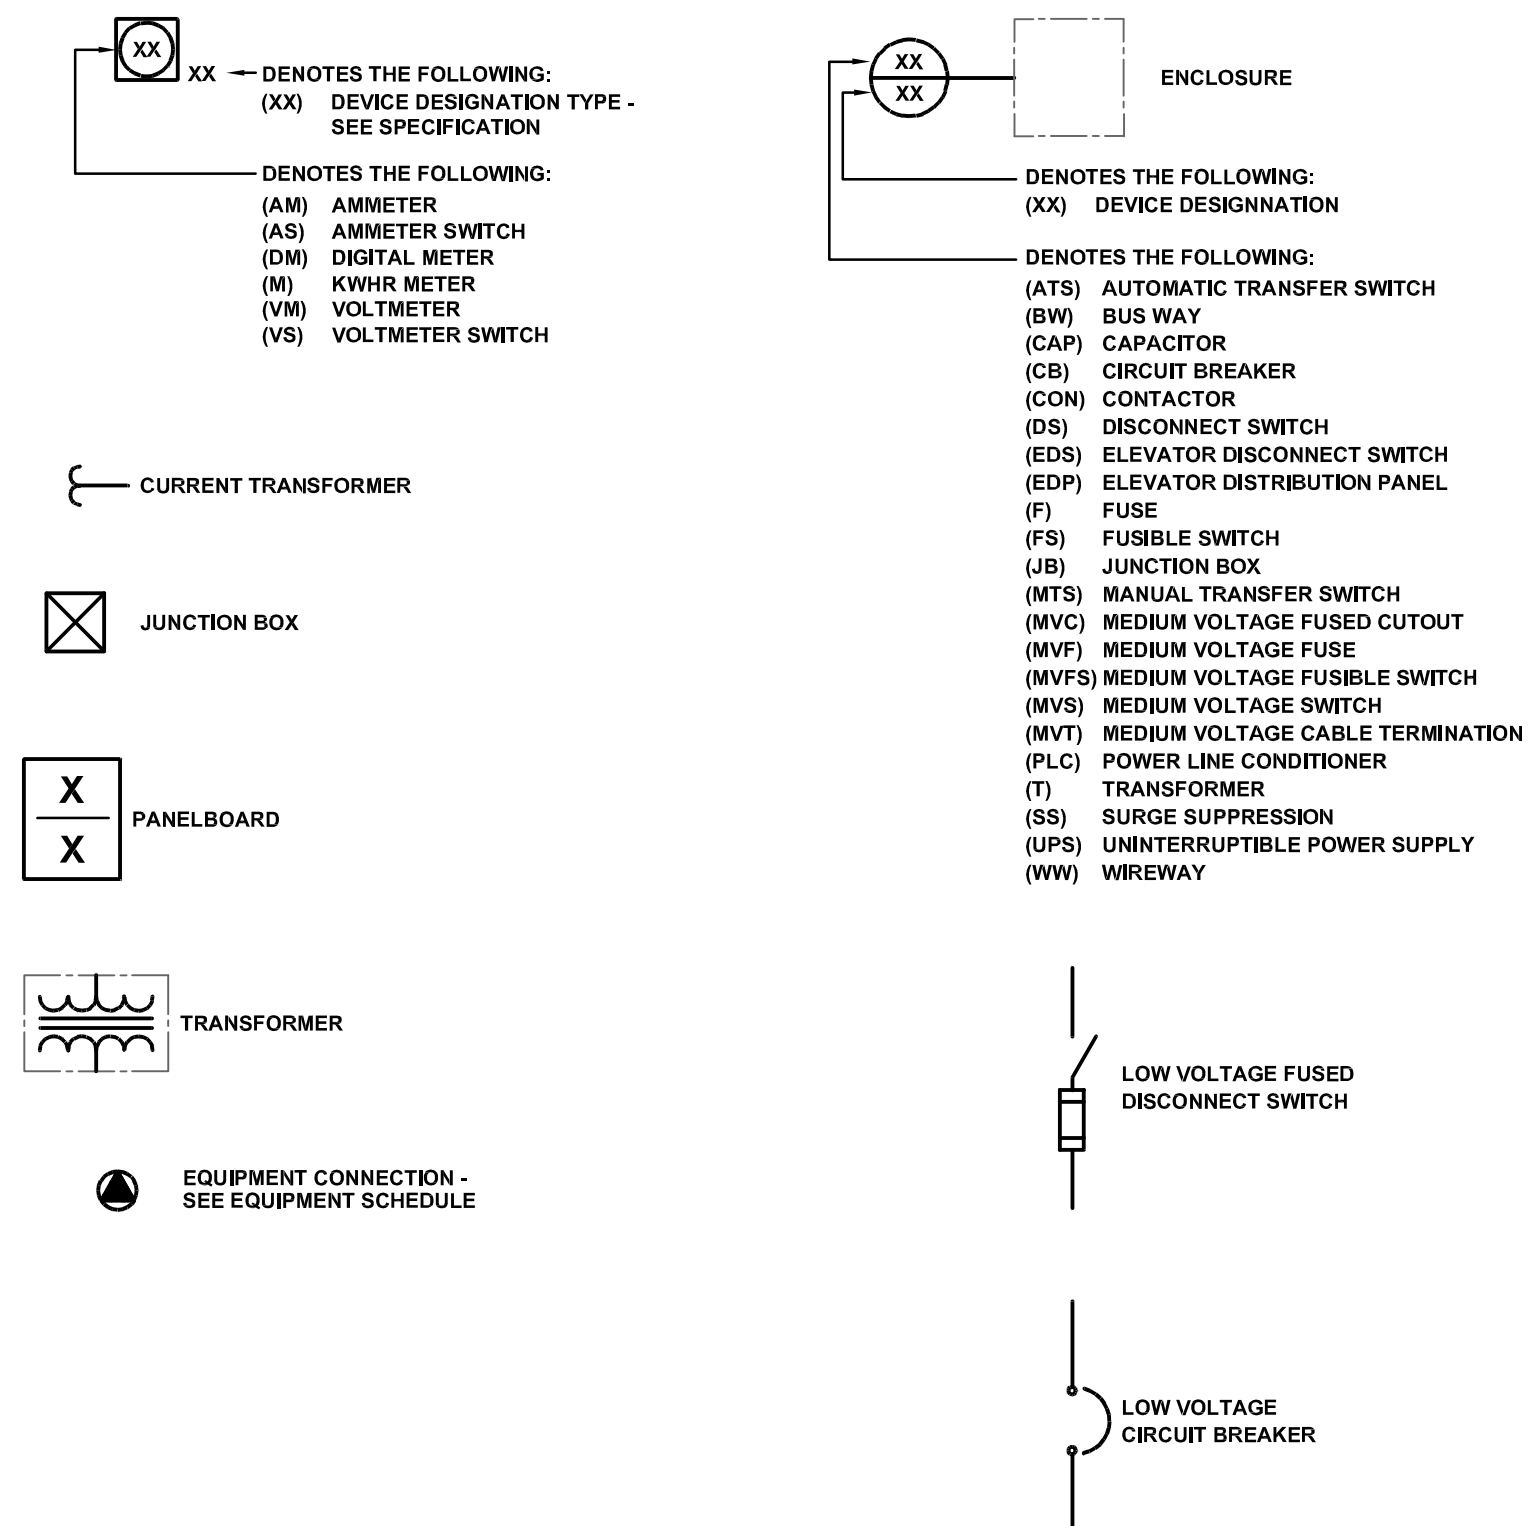 XX
XX DENOTES THE FOLLOWING:
(XX) DEVICE DESIGNATION TYPE -
SEE SPECIFICATION
DENOTES THE FOLLOWING:
(AM) AMMETER
(AS) AMMETER SWITCH
(DM) DIGITAL METER
(M) KWHR METER
(VM) VOLTMETER
(VS) VOLTMETER SWITCH
CURRENT TRANSFORMER
JUNCTION BOX
X
X
PANELBOARD
TRANSFORMER
EQUIPMENT CONNECTION -
SEE EQUIPMENT SCHEDULE
XX
XX
ENCLOSURE
DENOTES THE FOLLOWING:
(XX) DEVICE DESIGNNATION
DENOTES THE FOLLOWING:
(ATS) AUTOMATIC TRANSFER SWITCH
(BW) BUS WAY
(CAP) CAPACITOR
(CB) CIRCUIT BREAKER
(CON) CONTACTOR
(DS) DISCONNECT SWITCH
(EDS) ELEVATOR DISCONNECT SWITCH
(EDP) ELEVATOR DISTRIBUTION PANEL
(F) FUSE
(FS) FUSIBLE SWITCH
(JB) JUNCTION BOX
(MTS) MANUAL TRANSFER SWITCH
(MVC) MEDIUM VOLTAGE FUSED CUTOUT
(MVF) MEDIUM VOLTAGE FUSE
(MVFS) MEDIUM VOLTAGE FUSIBLE SWITCH
(MVS) MEDIUM VOLTAGE SWITCH
(MVT) MEDIUM VOLTAGE CABLE TERMINATION
(PLC) POWER LINE CONDITIONER
(T) TRANSFORMER
(SS) SURGE SUPPRESSION
(UPS) UNINTERRUPTIBLE POWER SUPPLY
(WW) WIREWAY
LOW VOLTAGE FUSED
DISCONNECT SWITCH
LOW VOLTAGE
CIRCUIT BREAKER